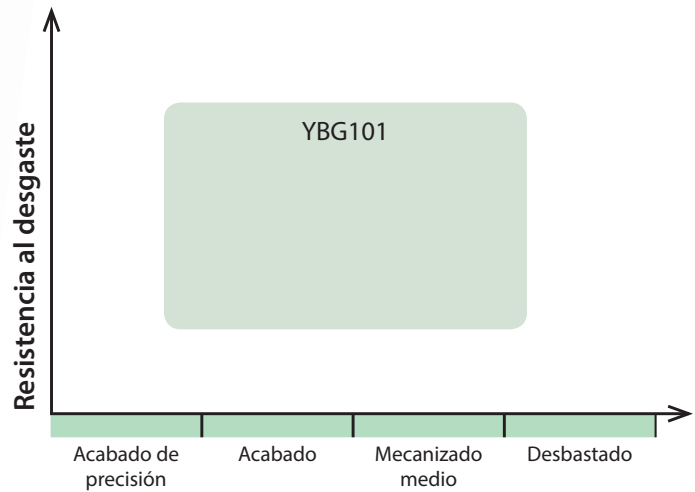 Resistencia al desgaste
YBG101
Acabado de
precisión
Acabado
Mecanizado
medio
Desbastado